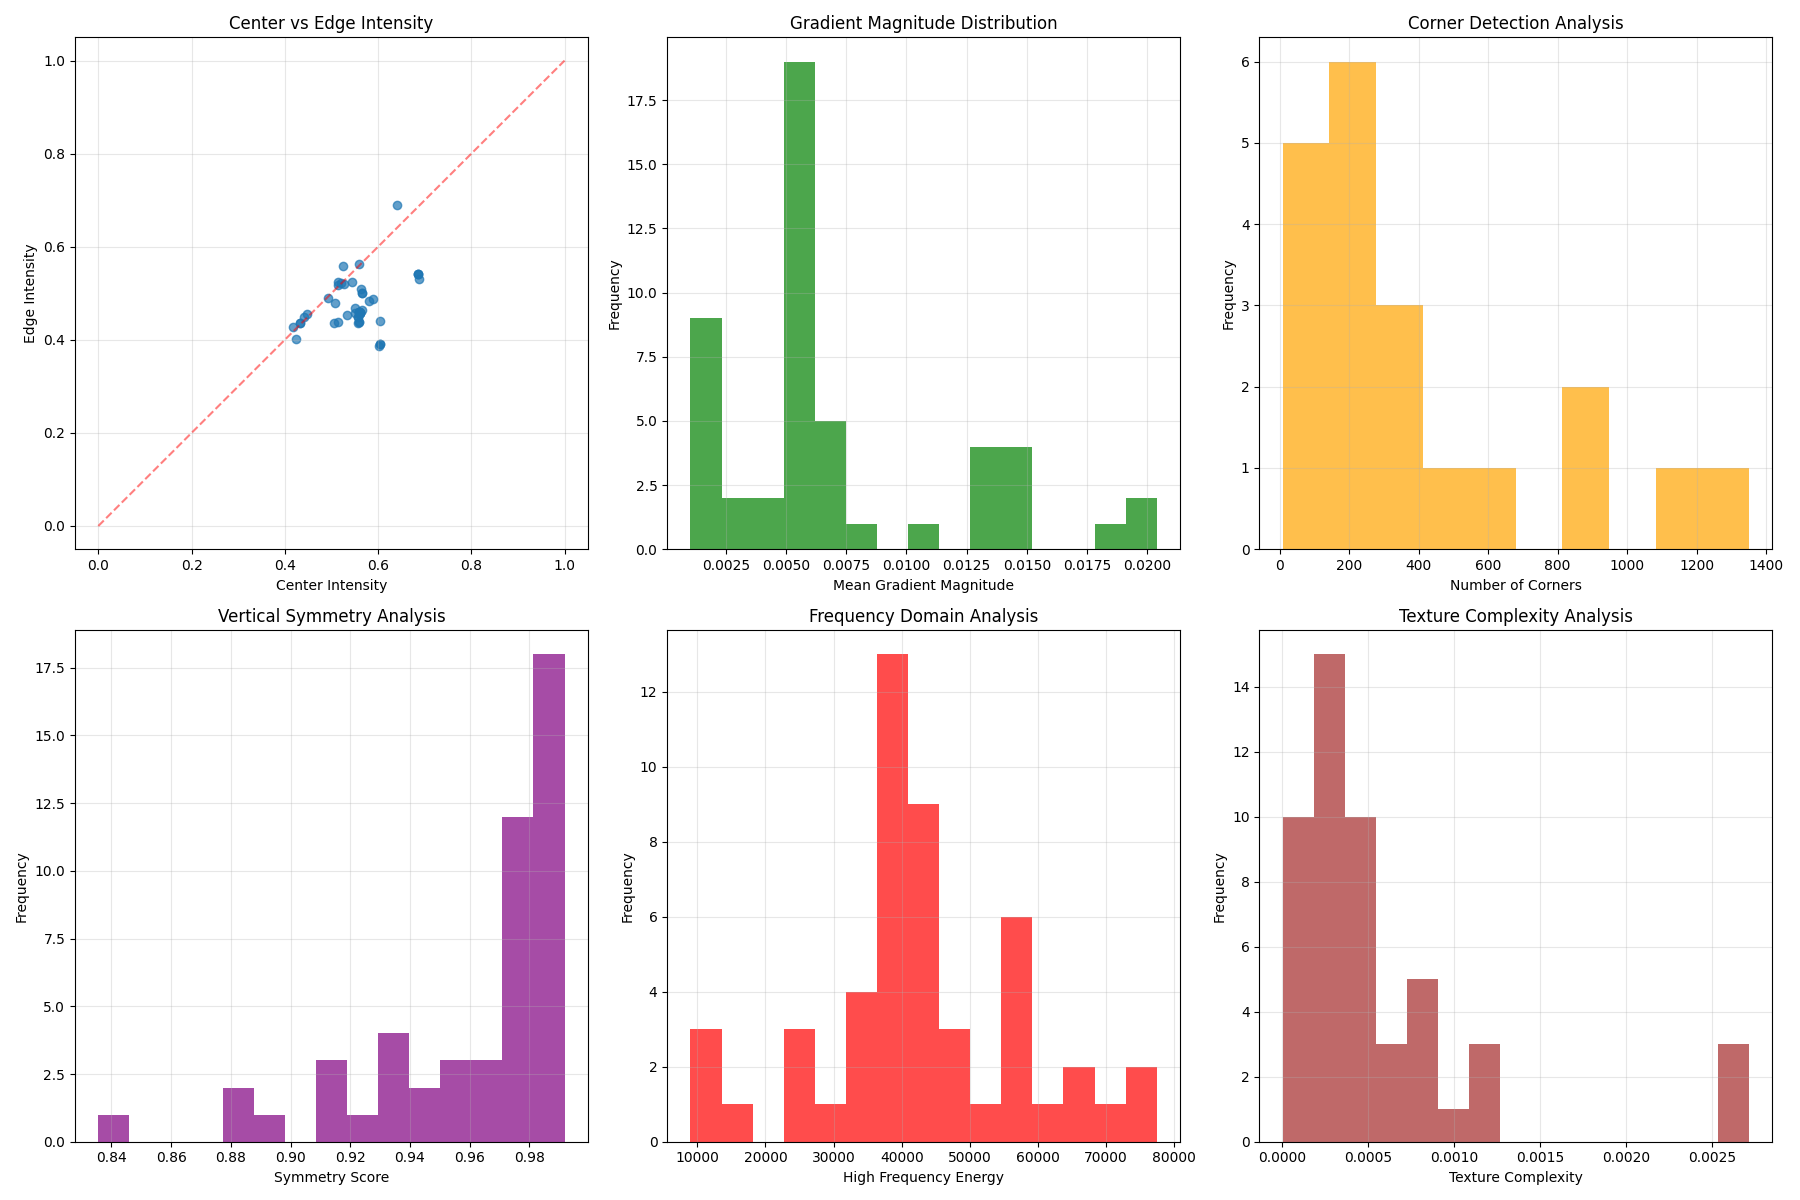 Center vs Edge Intensity
1.0
0.8
0.6
0.4
0.2
0.0
Edge Intensity
0.0 0.2 0.4 0.6 0.8 1.0
Center Intensity
Gradient Magnitude Distribution
17.5
15.0
12.5
10.0
7.5
5.0
2.5
0.0
Frequency
0.0025 0.0050 0.0075 0.0100 0.0125 0.0150 0.0175 0.0200
Mean Gradient Magnitude
Corner Detection Analysis
6
5
4
3
2
1
0
Frequency
0 200 400 600 800 1000 1200 1400
Number of Corners
Vertical Symmetry Analysis
17.5
15.0
12.5
10.0
7.5
5.0
2.5
0.0
Frequency
0.84 0.86 0.88 0.90 0.92 0.94 0.96 0.98
Symmetry Score
Frequency Domain Analysis
12
10
8
6
4
2
0
Frequency
10000 20000 30000 40000 50000 60000 70000 80000
High Frequency Energy
Texture Complexity Analysis
14
12
10
8
6
4
2
0
Frequency
0.0000 0.0005 0.0010 0.0015 0.0020 0.0025
Texture Complexity